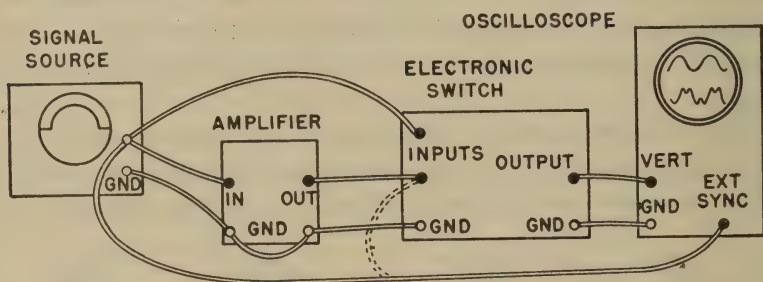 OSCILLOSCOPE
SIGNAL
SOURCE
ELECTRONIC
SWITCH
AMPLIFIER
INPUTS
OUTPUT
VERT
EXT
SYNC
GND
IN
OUT
GND
GND
GND
GND